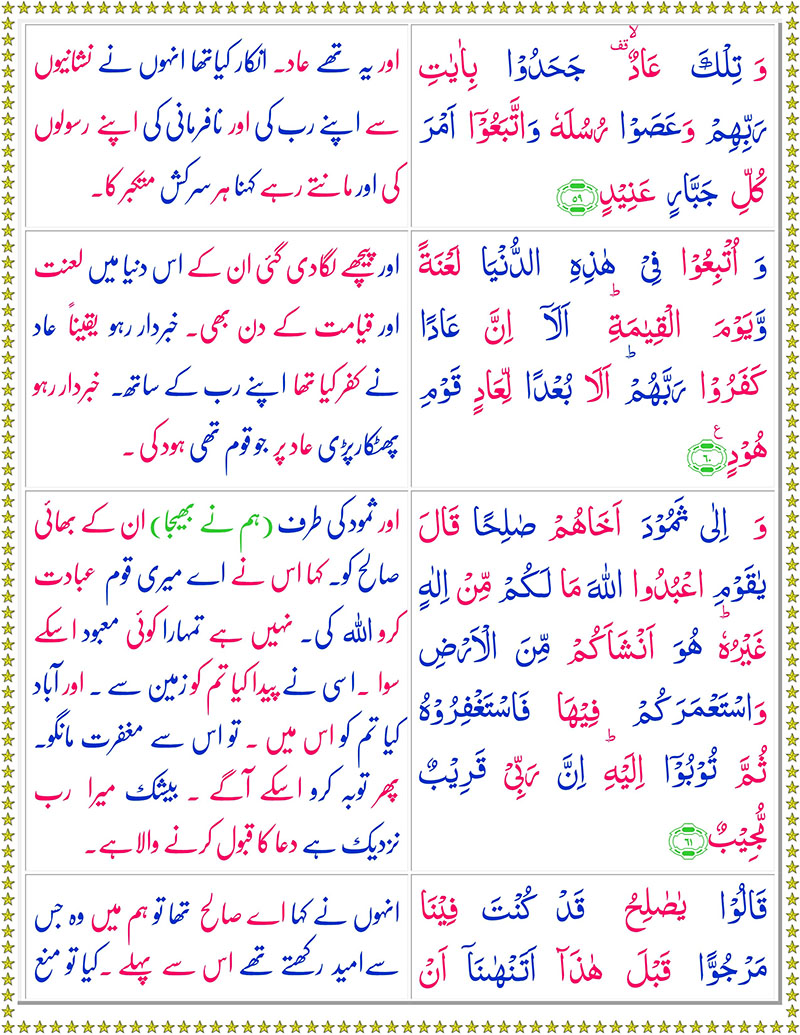 وَ تِلْكَ عَادٌ ۙ۫ قف جَحَدُوْا بِاٰیٰتِ
رَبِّهِمْ وَعَصَوْا رُسُلَهٗ وَاتَّبَعُوْۤا اَمْرَ
كُلِّ جَبَّارٍ عَنِیْدٍ ﴿۵۹﴾
اور یہ تھے عاد۔ انکار کیا تھا انہوں نے نشانیوں
سے اپنے رب کی اور نافرمانی کی اپنے رسولوں
کی اور مانتے رہے کہنا ہر سرکش متکبر کا۔
وَ اُتْبِعُوْا فِیْ هٰذِهِ الدُّنْیَا لَعْنَةً
وَّیَوْمَ الْقِیٰمَةِ ؕ اَلَاۤ اِنَّ عَادًا
كَفَرُوْا رَبَّهُمْ ؕ اَلَا بُعْدًا لِّعَادٍ قَوْمِ
هُوْدٍ ﴿۶۰﴾ ع
اور پیچھے لگا دی گئی ان کے اس دنیا میں لعنت
اور قیامت کے دن بھی۔ خبردار رہو یقیناً عاد
نے کفر کیا تھا اپنے رب کے ساتھ۔ خبردار رہو
پھٹکار پڑی عاد پر جو قوم تھی ہود کی ۔
وَ اِلٰی ثَمُوْدَ اَخَاهُمْ صٰلِحًا قَالَ
یٰقَوْمِ اعْبُدُوا اللّٰهَ مَا لَكُمْ مِّنْ اِلٰهٍ
غَیْرُهٗ ؕ هُوَ اَنْشَاَكُمْ مِّنَ الْاَرْضِ
وَاسْتَعْمَرَكُمْ فِیْهَا فَاسْتَغْفِرُوْهُ
ثُمَّ تُوْبُوْۤا اِلَیْهِ ؕ اِنَّ رَبِّیْ قَرِیْبٌ
مُّجِیْبٌ ﴿۶۱﴾
اور ثمود کی طرف (ہم نے بھیجا) ان کے بھائی
صالح کو۔ کہا اس نے اے میری قوم عبادت
کرو اللہ کی۔ نہیں ہے تمہارا کوئی معبود اسکے
سوا ۔ اسی نے پیدا کیا تم کو زمین سے ۔ اور آباد
کیا تم کو اس میں ۔ تو اس سے مغفرت مانگو۔
پھر توبہ کرو اسکے آگے ۔ بیشک میرا رب
نزدیک ہے دعا کا قبول کرنے والا ہے۔
قَالُوْا یٰصٰلِحُ قَدْ كُنْتَ فِیْنَا
مَرْجُوًّا قَبْلَ هٰذَاۤ اَتَنْهٰىنَاۤ اَنْ
انہوں نے کہا اے صالح تھا تو ہم میں وہ جس
سے امید رکھتے تھے اس سے پہلے ۔ کیا تو منع